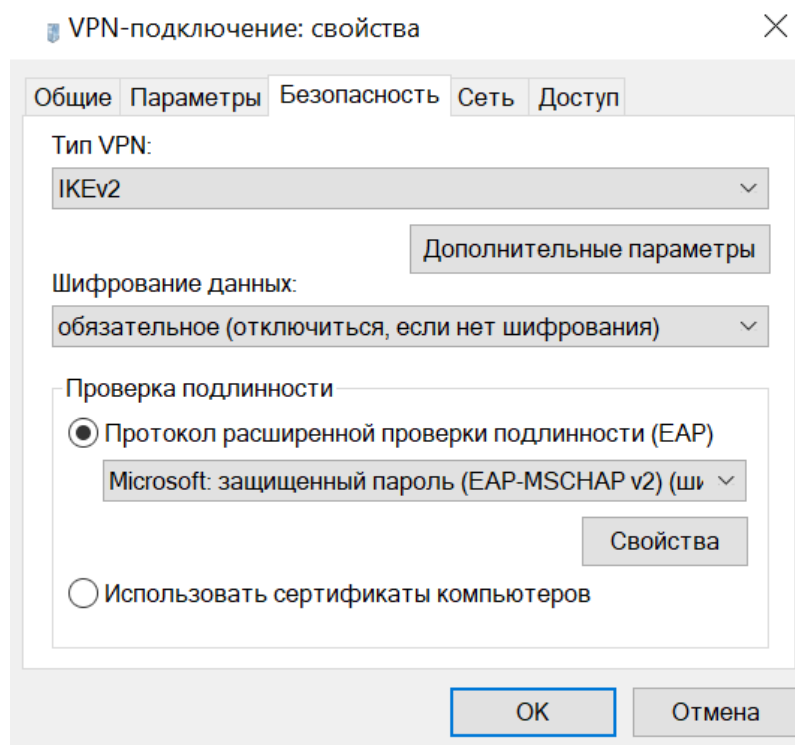 VPN-подключение: свойства
Общие Параметры Безопасность Сеть Доступ
Тип VPN:
IKEv2
Дополнительные параметры
Шифрование данных:
обязательное (отключиться, если нет шифрования)
Проверка подлинности
Протокол расширенной проверки подлинности (EAP)
Microsoft: защищенный пароль (EAP-MSCHAP v2)
Свойства
Использовать сертификаты компьютеров
OK Отмена